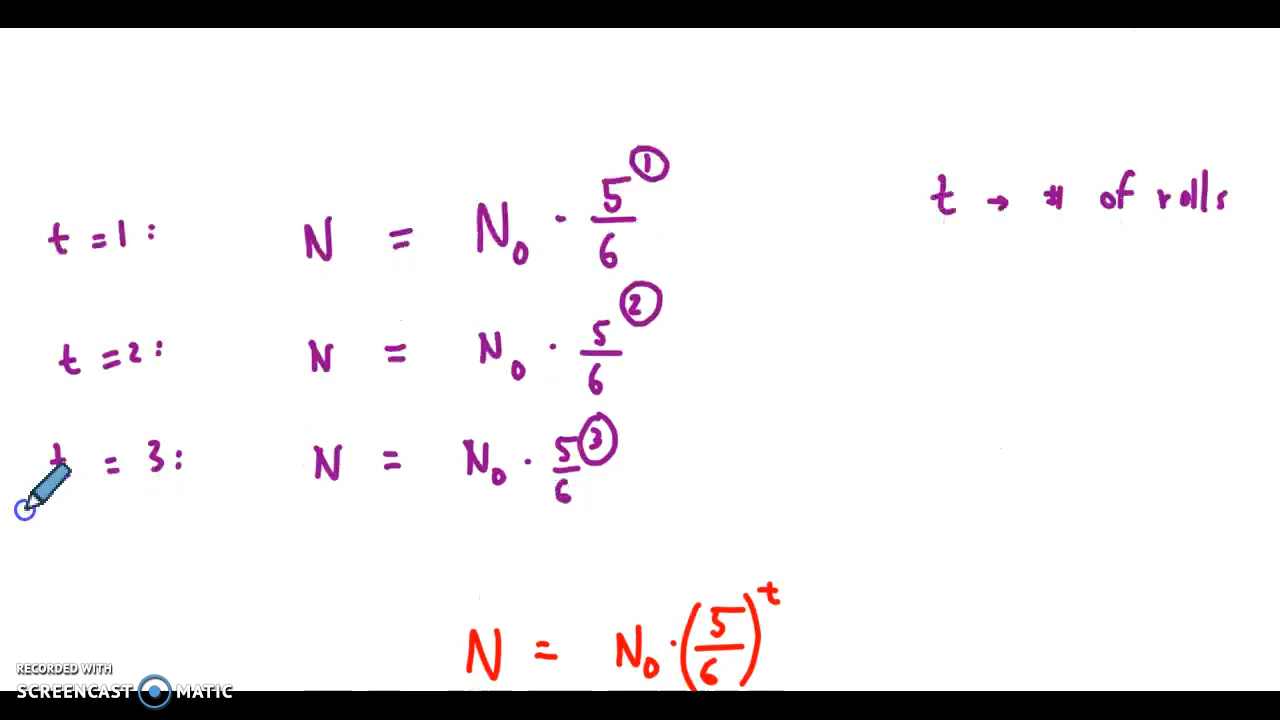 t → # of rolls
t = 1 : N = N₀ · 5/6 ①
t = 2 : N = N₀ · 5/6 ②
t = 3 : N = N₀ · 5/6 ③
N = N₀ · (5/6)ᵗ
RECORDED WITH
SCREENCAST MATIC